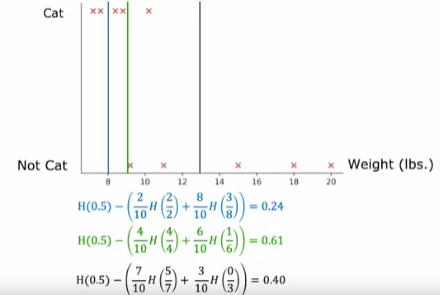 Cat
Not Cat
8 10 12 14 16 18 20
Weight (lbs.)
H(0.5) − (2/10 H(2/2) + 8/10 H(3/8)) = 0.24
H(0.5) − (4/10 H(4/4) + 6/10 H(1/6)) = 0.61
H(0.5) − (7/10 H(5/7) + 3/10 H(0/3)) = 0.40